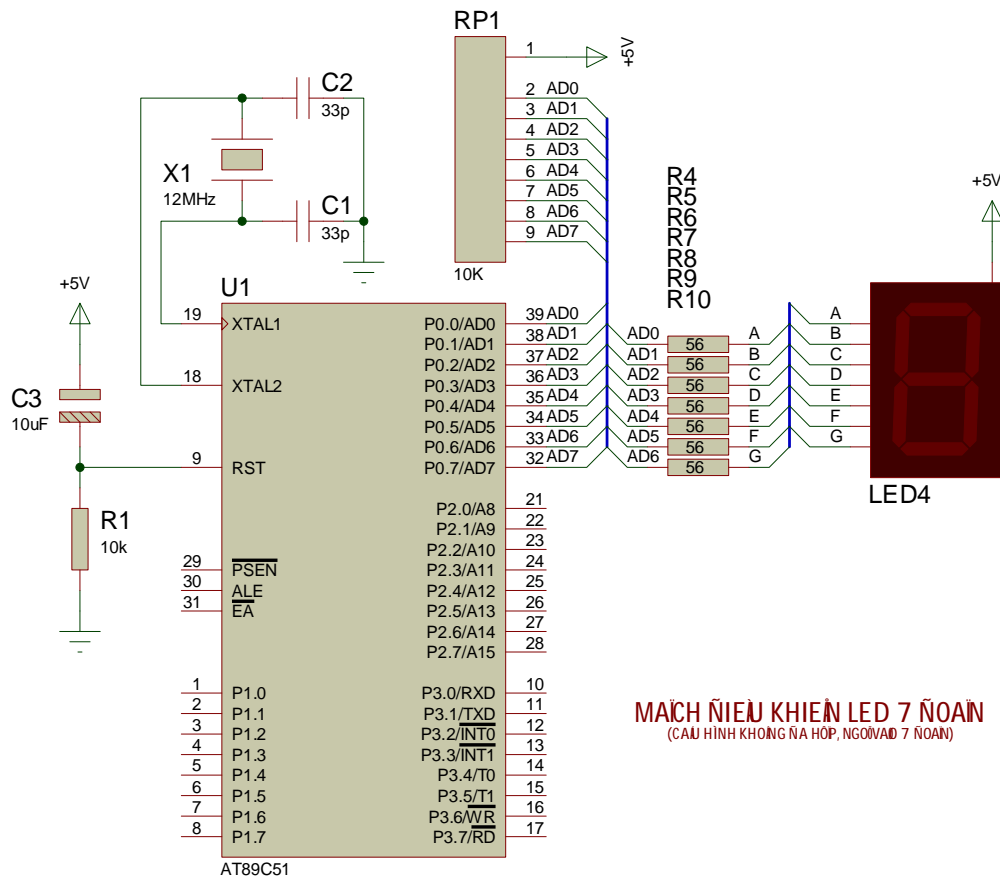 RP1
1
+5V
2 AD0
3 AD1
4 AD2
5 AD3
6 AD4
7 AD5
8 AD6
9 AD7
10K
C2
33p
X1
12MHz
C1
33p
R4
R5
R6
R7
R8
R9
R10
+5V
+5V
C3
10uF
R1
10k
U1
19 XTAL1
18 XTAL2
9 RST
29 PSEN
30 ALE
31 EA
1 P1.0
2 P1.1
3 P1.2
4 P1.3
5 P1.4
6 P1.5
7 P1.6
8 P1.7
P0.0/AD0 39 AD0
P0.1/AD1 38 AD1
P0.2/AD2 37 AD2
P0.3/AD3 36 AD3
P0.4/AD4 35 AD4
P0.5/AD5 34 AD5
P0.6/AD6 33 AD6
P0.7/AD7 32 AD7
P2.0/A8 21
P2.1/A9 22
P2.2/A10 23
P2.3/A11 24
P2.4/A12 25
P2.5/A13 26
P2.6/A14 27
P2.7/A15 28
P3.0/RXD 10
P3.1/TXD 11
P3.2/INT0 12
P3.3/INT1 13
P3.4/T0 14
P3.5/T1 15
P3.6/WR 16
P3.7/RD 17
AT89C51
AD0 56 A
AD1 56 B
AD2 56 C
AD3 56 D
AD4 56 E
AD5 56 F
AD6 56 G
A
B
C
D
E
F
G
LED4
LED 7
7